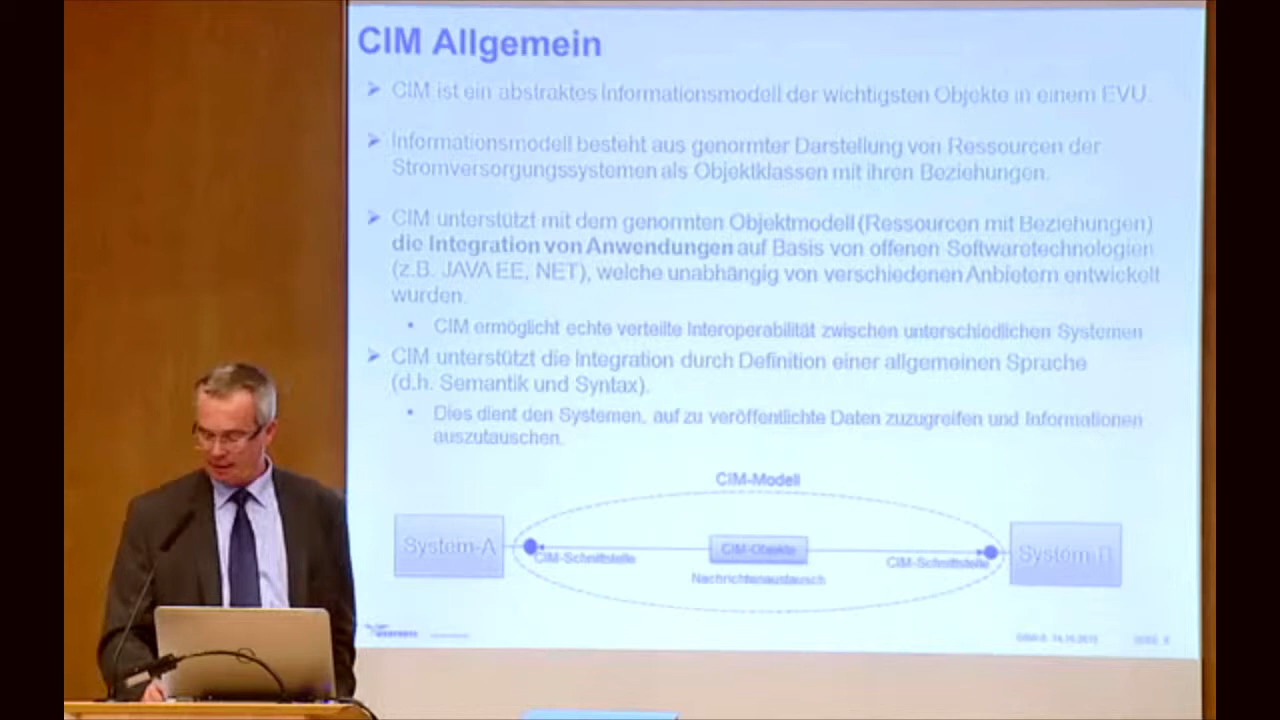 CIM Allgemein
CIM ist ein abstraktes Informationsmodell der wichtigsten Objekte in einem EVU.
Informationsmodell besteht aus genormter Darstellung von Ressourcen der
Stromversorgungssystemen als Objektklassen mit ihren Beziehungen.
CIM unterstützt mit dem genormten Objektmodell (Ressourcen mit Beziehungen)
die Integration von Anwendungen auf Basis von offenen Softwaretechnologien
(z.B. JAVA EE, NET), welche unabhängig von verschiedenen Anbietern entwickelt
wurden.
• CIM ermöglicht echte verteilte Interoperabilität zwischen unterschiedlichen Systemen
CIM unterstützt die Integration durch Definition einer allgemeinen Sprache
(d.h. Semantik und Syntax).
• Dies dient den Systemen, auf zu veröffentlichte Daten zuzugreifen und Informationen
auszutauschen.
CIM-Modell
System-A
CIM-Schnittstelle
CIM-Objekte
Nachrichtenaustausch
CIM-Schnittstelle
System-B